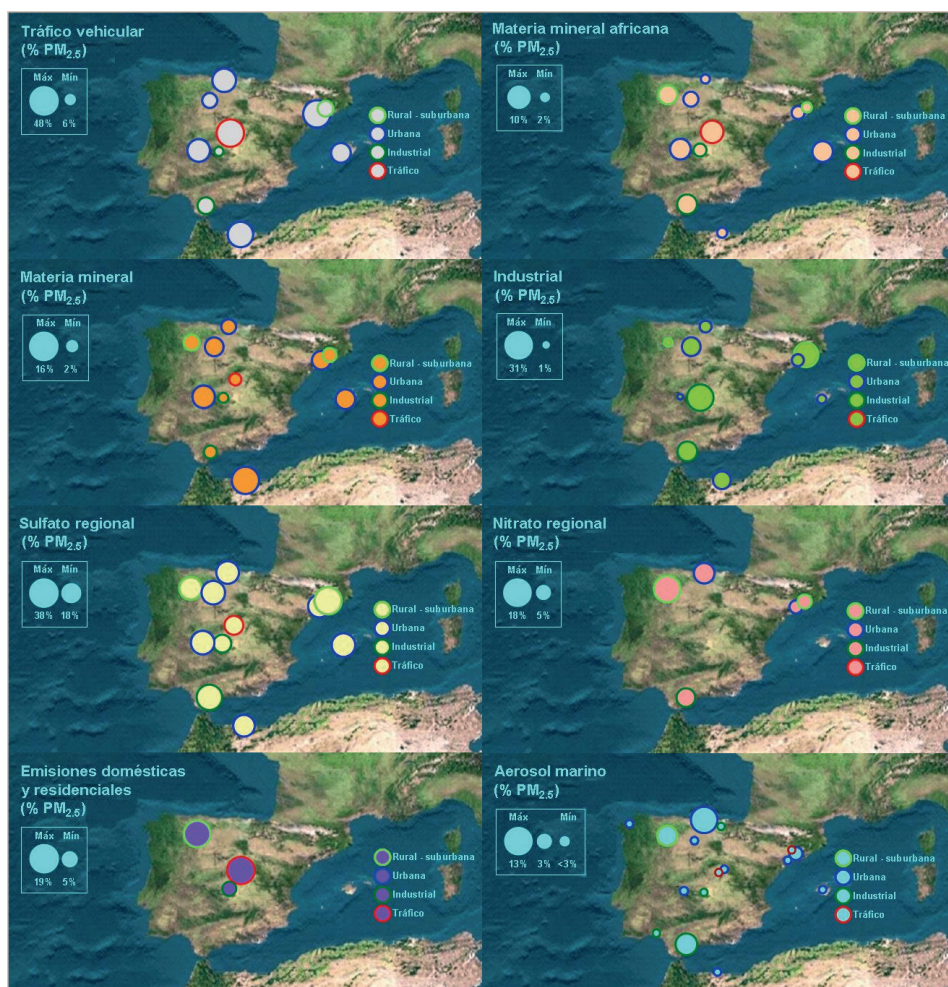 Tráfico vehicular
(% PM2.5)
Máx Mín
48% 6%
Rural - suburbana
Urbana
Industrial
Tráfico
Materia mineral africana
(% PM2.5)
Máx Mín
10% 2%
Rural - suburbana
Urbana
Industrial
Tráfico
Materia mineral
(% PM2.5)
Máx Mín
16% 2%
Rural - suburbana
Urbana
Industrial
Tráfico
Industrial
(% PM2.5)
Máx Mín
31% 1%
Rural - suburbana
Urbana
Industrial
Tráfico
Sulfato regional
(% PM2.5)
Máx Mín
38% 18%
Rural - suburbana
Urbana
Industrial
Tráfico
Nitrato regional
(% PM2.5)
Máx Mín
18% 5%
Rural - suburbana
Urbana
Industrial
Tráfico
Emisiones domésticas
y residenciales
(% PM2.5)
Máx Mín
19% 5%
Rural - suburbana
Urbana
Industrial
Tráfico
Aerosol marino
(% PM2.5)
Máx Mín
13% 3% <3%
Rural - suburbana
Urbana
Industrial
Tráfico